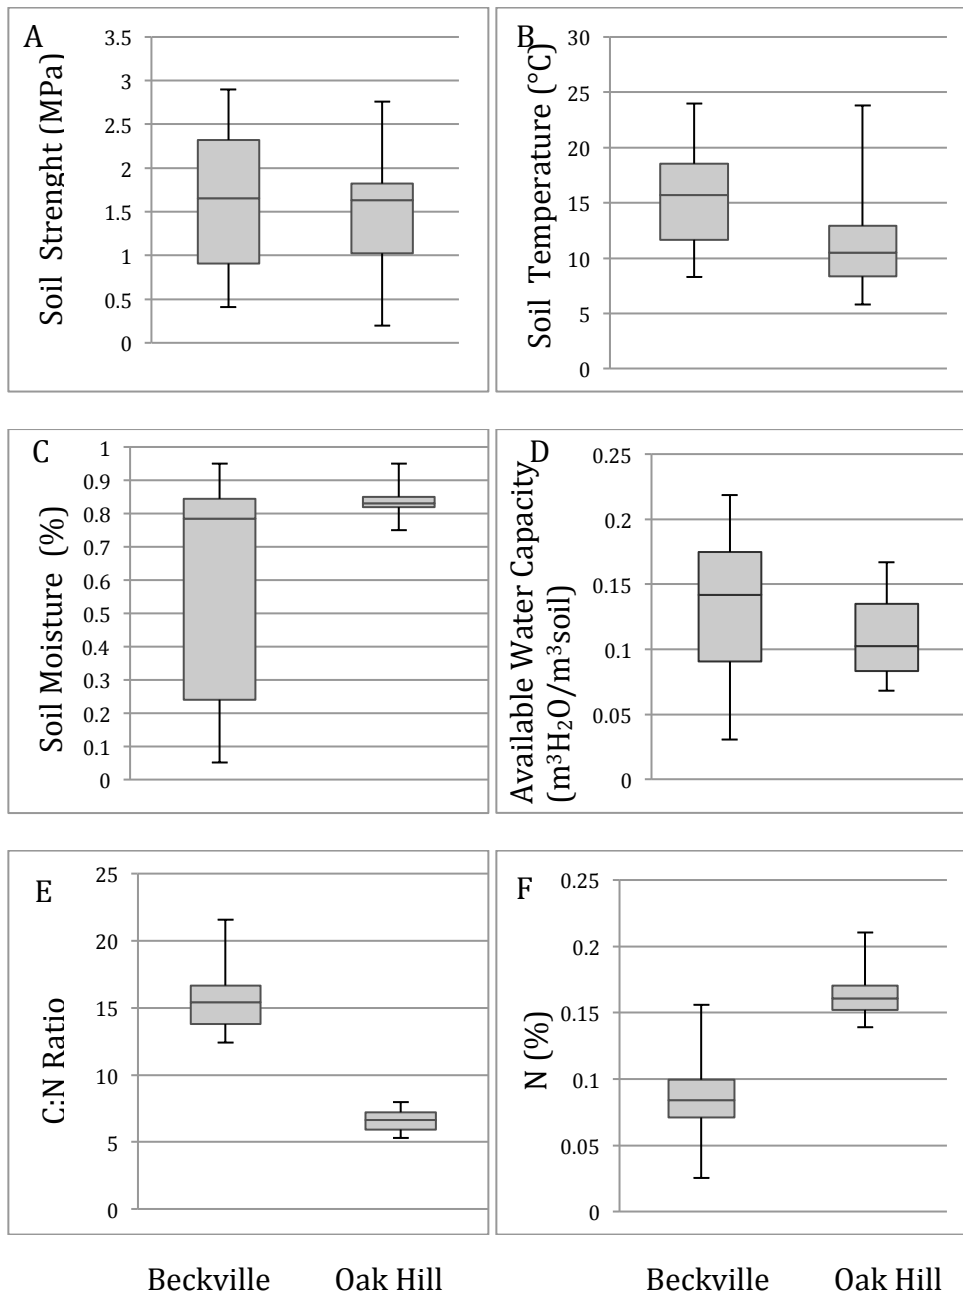 A
Soil Strenght (MPa)
3.5
3
2.5
2
1.5
1
0.5
0
B
Soil Temperature (°C)
30
25
20
15
10
5
0
C
Soil Moisture (%)
1
0.9
0.8
0.7
0.6
0.5
0.4
0.3
0.2
0.1
0
D
Available Water Capacity
(m³H₂O/m³soil)
0.25
0.2
0.15
0.1
0.05
0
E
C:N Ratio
25
20
15
10
5
0
F
N (%)
0.25
0.2
0.15
0.1
0.05
0
Beckville Oak Hill
Beckville Oak Hill